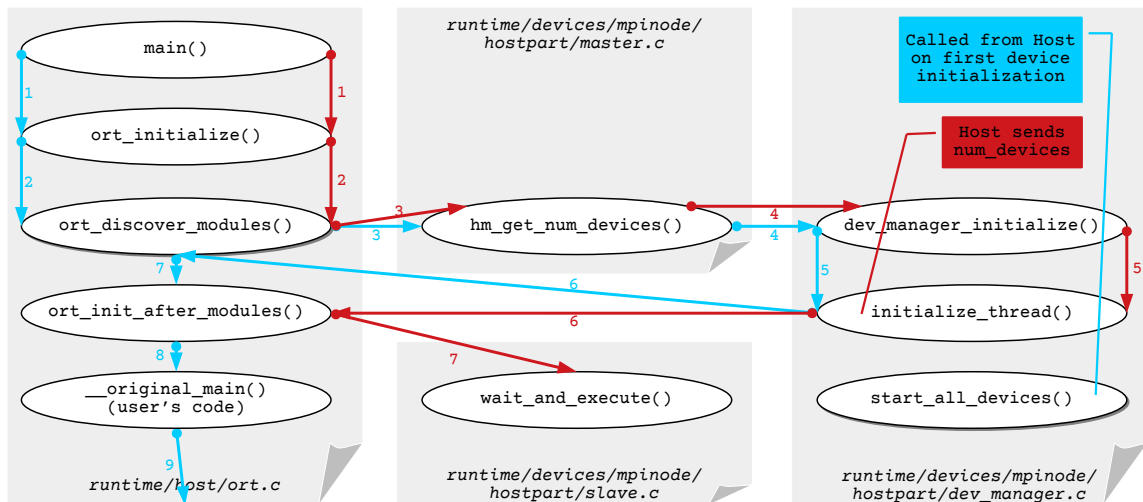 main()
1
1
ort_initialize()
2
2
ort_discover_modules()
3
3
7
ort_init_after_modules()
8
__original_main()
(user's code)
9
runtime/host/ort.c
runtime/devices/mpinode/
hostpart/master.c
hm_get_num_devices()
4
4
6
6
7
wait_and_execute()
runtime/devices/mpinode/
hostpart/slave.c
Called from Host
on first device
initialization
Host sends
num_devices
dev_manager_initialize()
5
5
initialize_thread()
start_all_devices()
runtime/devices/mpinode/
hostpart/dev_manager.c